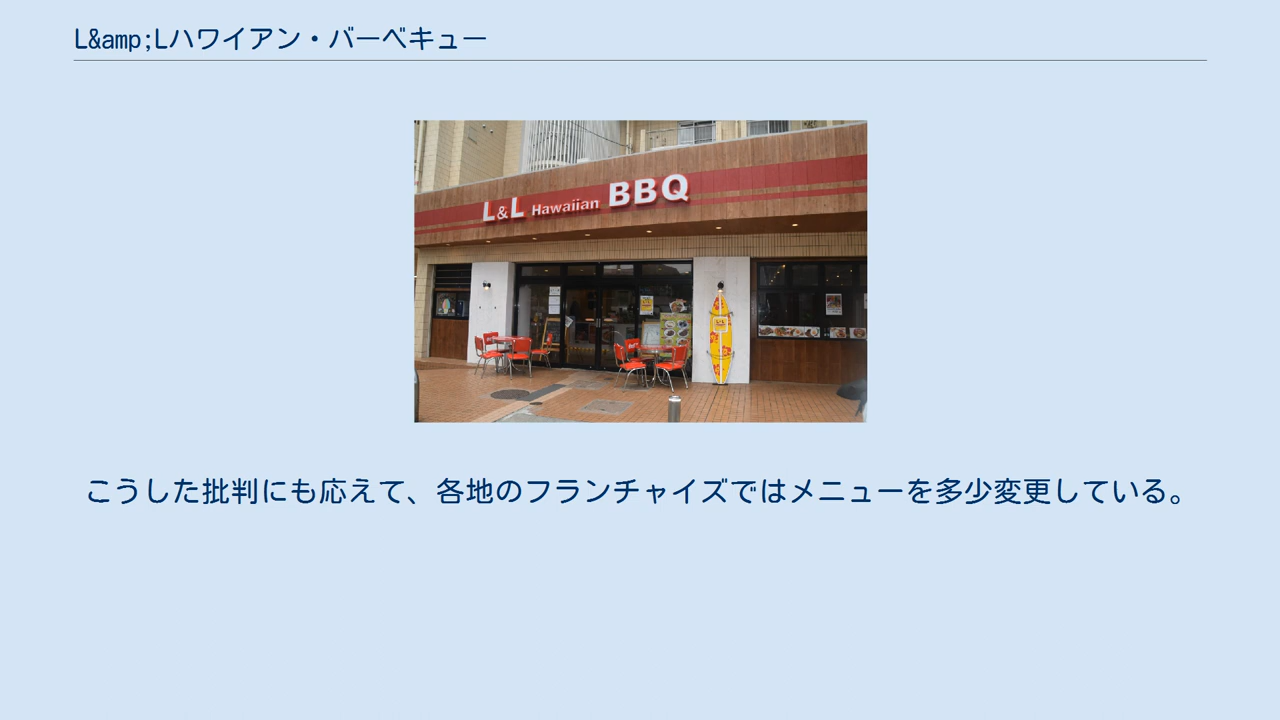 L&amp;Lハワイアン・バーベキュー
L&L Hawaiian BBQ
こうした批判にも応えて、各地のフランチャイズではメニューを多少変更している。